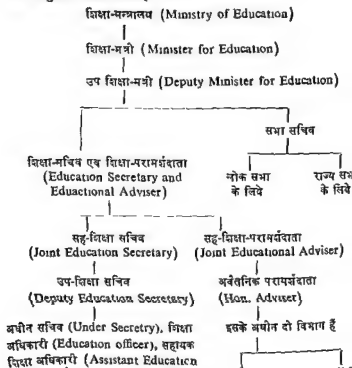 शिक्षा-मन्त्रालय (Ministry of Education)
शिक्षा-मंत्री (Minister for Education)
उप शिक्षा-मंत्री (Deputy Minister for Education)
सभा सचिव
शिक्षा-सचिव एव शिक्षा-परामर्शदाता
(Education Secretary and
Eduactional Adviser)
लोक सभा
के लिये
राज्य सभा
के लिये
सह-शिक्षा सचिव
(Joint Education Secretary)
सह-शिक्षा-परामर्शदाता
(Joint Educational Adviser)
उप-शिक्षा सचिव
(Deputy Education Secretary)
अवैतनिक परामर्शदाता
(Hon. Adviser)
अधीन सचिव (Under Secretry), शिक्षा
अधिकारी (Education officer), सहायक
शिक्षा अधिकारी (Assistant Education
इसके अधीन दो विभाग हैं